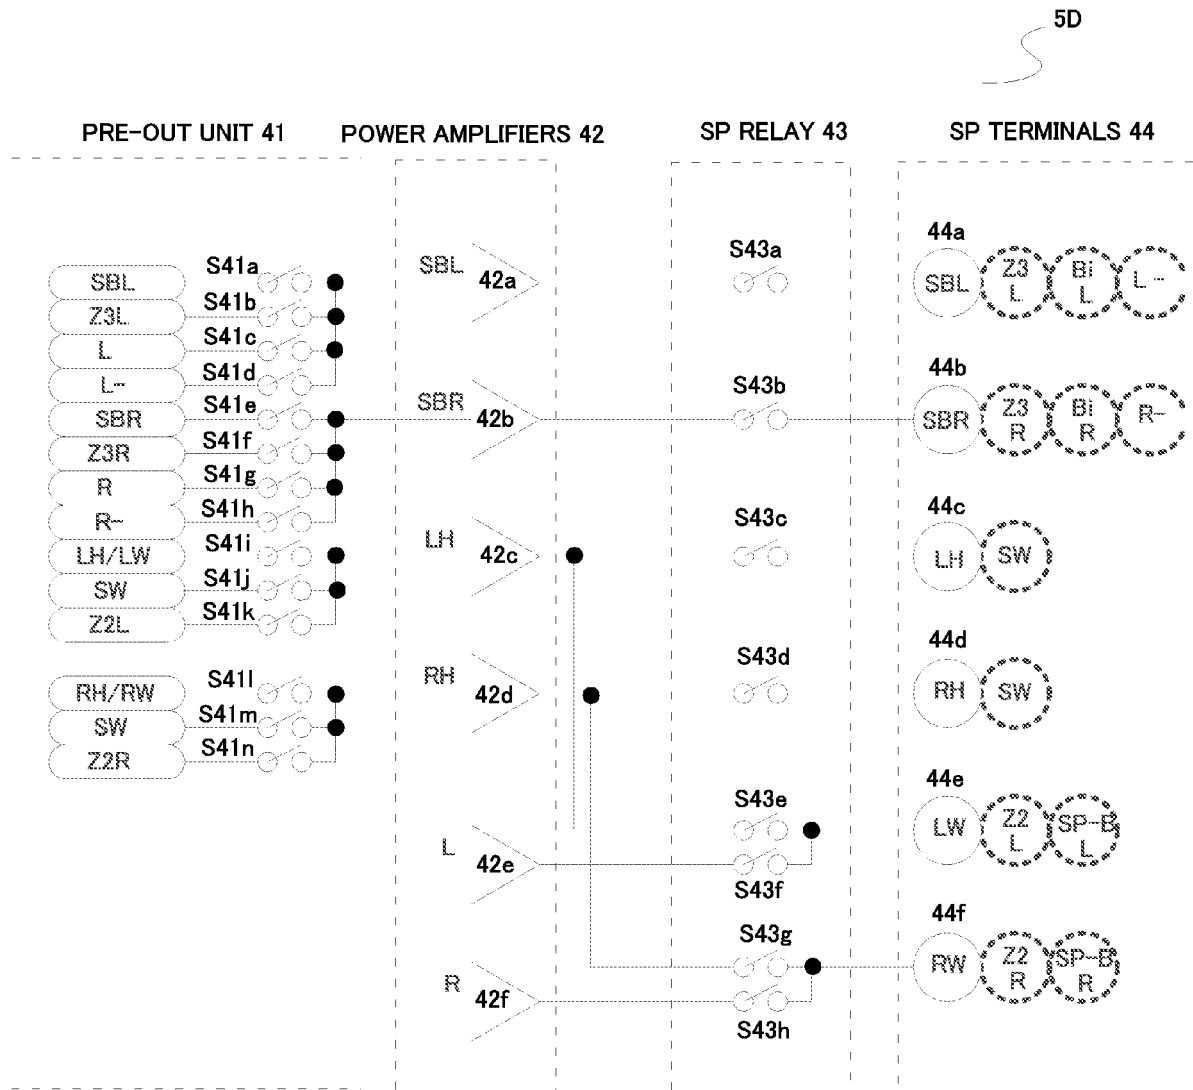 5D
PRE-OUT UNIT 41
POWER AMPLIFIERS 42
SP RELAY 43
SP TERMINALS 44
SBL
S41a
Z3L
S41b
L
S41c
L-
S41d
SBR
S41e
Z3R
S41f
R
S41g
R-
S41h
LH/LW
S41i
SW
S41j
Z2L
S41k
RH/RW
S41l
SW
S41m
Z2R
S41n
SBL
42a
SBR
42b
LH
42c
RH
42d
L
42e
R
42f
S43a
S43b
S43c
S43d
S43e
S43f
S43g
S43h
44a
SBL
Z3
L
Bi
L
L-
44b
SBR
Z3
R
Bi
R
R-
44c
LH
SW
44d
RH
SW
44e
LW
Z2
L
SP-B
L
44f
RW
Z2
R
SP-B
R